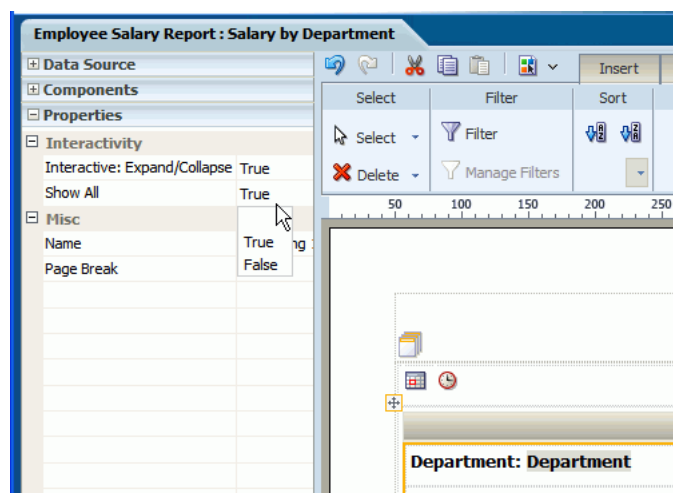 Employee Salary Report : Salary by Department
Data Source
Components
Properties
Interactivity
Interactive: Expand/Collapse True
Show All True
Misc
Name ng
Page Break
True
False
Insert
Select Filter Sort
Select Filter
Delete Manage Filters
50 100 150 200 250
Department: Department